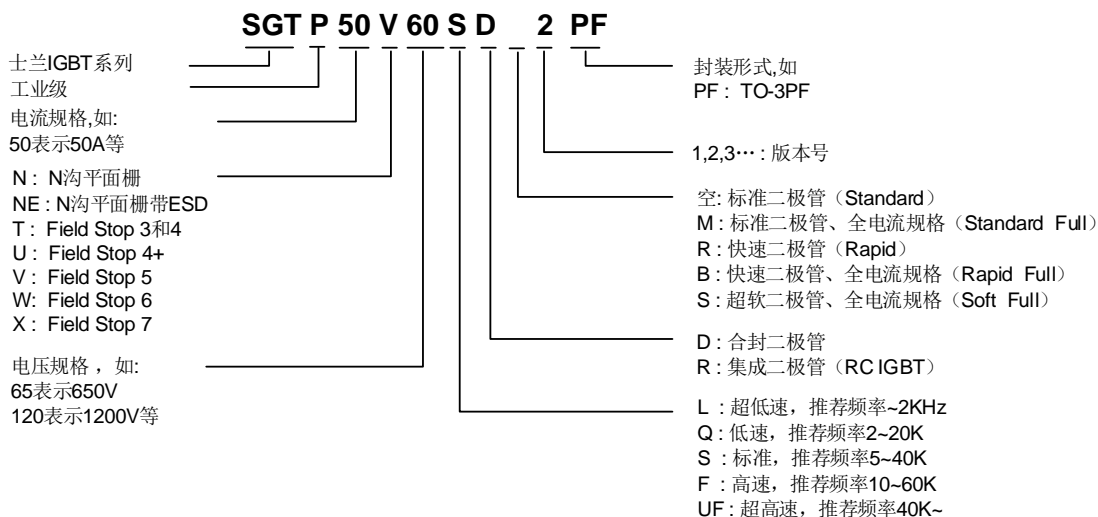 SGT P 50 V 60 S D _ 2 PF
士兰IGBT系列
工业级
电流规格,如:
50表示50A等
N： N沟平面栅
NE : N沟平面栅带ESD
T： Field Stop 3和4
U： Field Stop 4+
V： Field Stop 5
W: Field Stop 6
X： Field Stop 7
电压规格 ，如:
65表示650V
120表示1200V等
封装形式,如
PF： TO-3PF
1,2,3… : 版本号
空: 标准二极管（Standard）
M : 标准二极管、全电流规格（Standard Full）
R : 快速二极管（Rapid）
B : 快速二极管、全电流规格（Rapid Full）
S : 超软二极管、全电流规格（Soft Full）
D : 合封二极管
R : 集成二极管（RC IGBT）
L ：超低速，推荐频率~2KHz
Q : 低速，推荐频率2~20K
S : 标准，推荐频率5~40K
F ：高速，推荐频率10~60K
UF : 超高速，推荐频率40K~